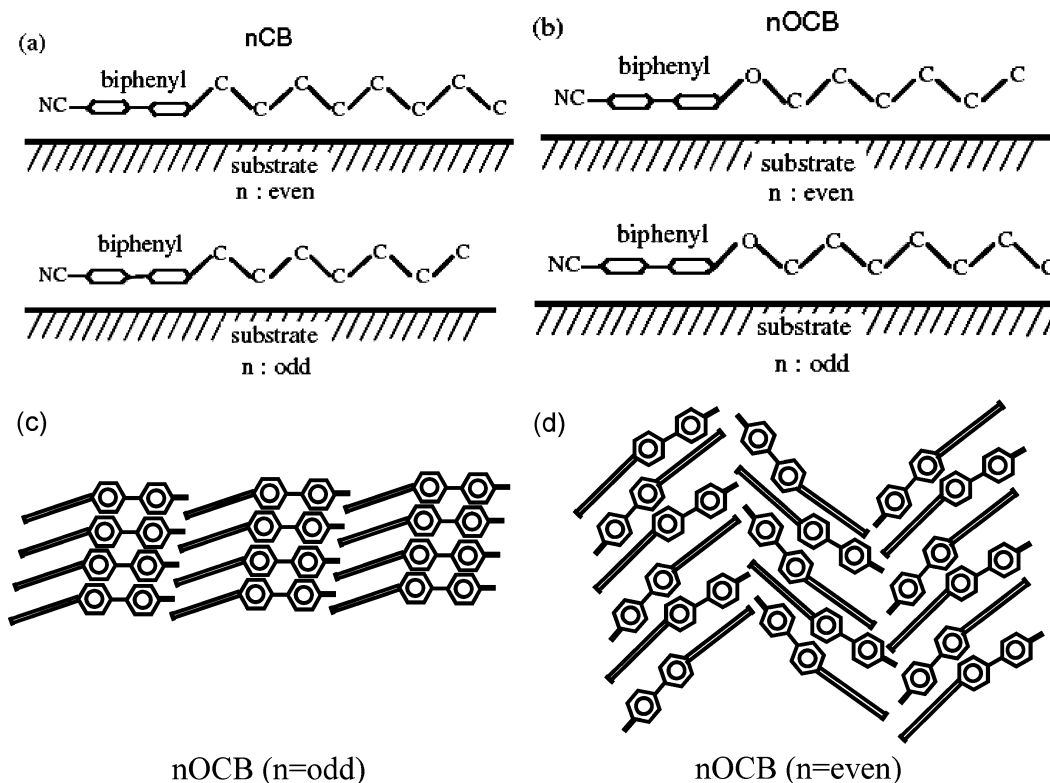 (a)
nCB
biphenyl
C C C C
NC C C C C
substrate
n : even
biphenyl
C C C C
NC C C C
substrate
n : odd
(b)
nOCB
biphenyl
O C C C
NC C C C
substrate
n : even
biphenyl
O C C C
NC C C C C
substrate
n : odd
(c)
nOCB (n=odd)
(d)
nOCB (n=even)